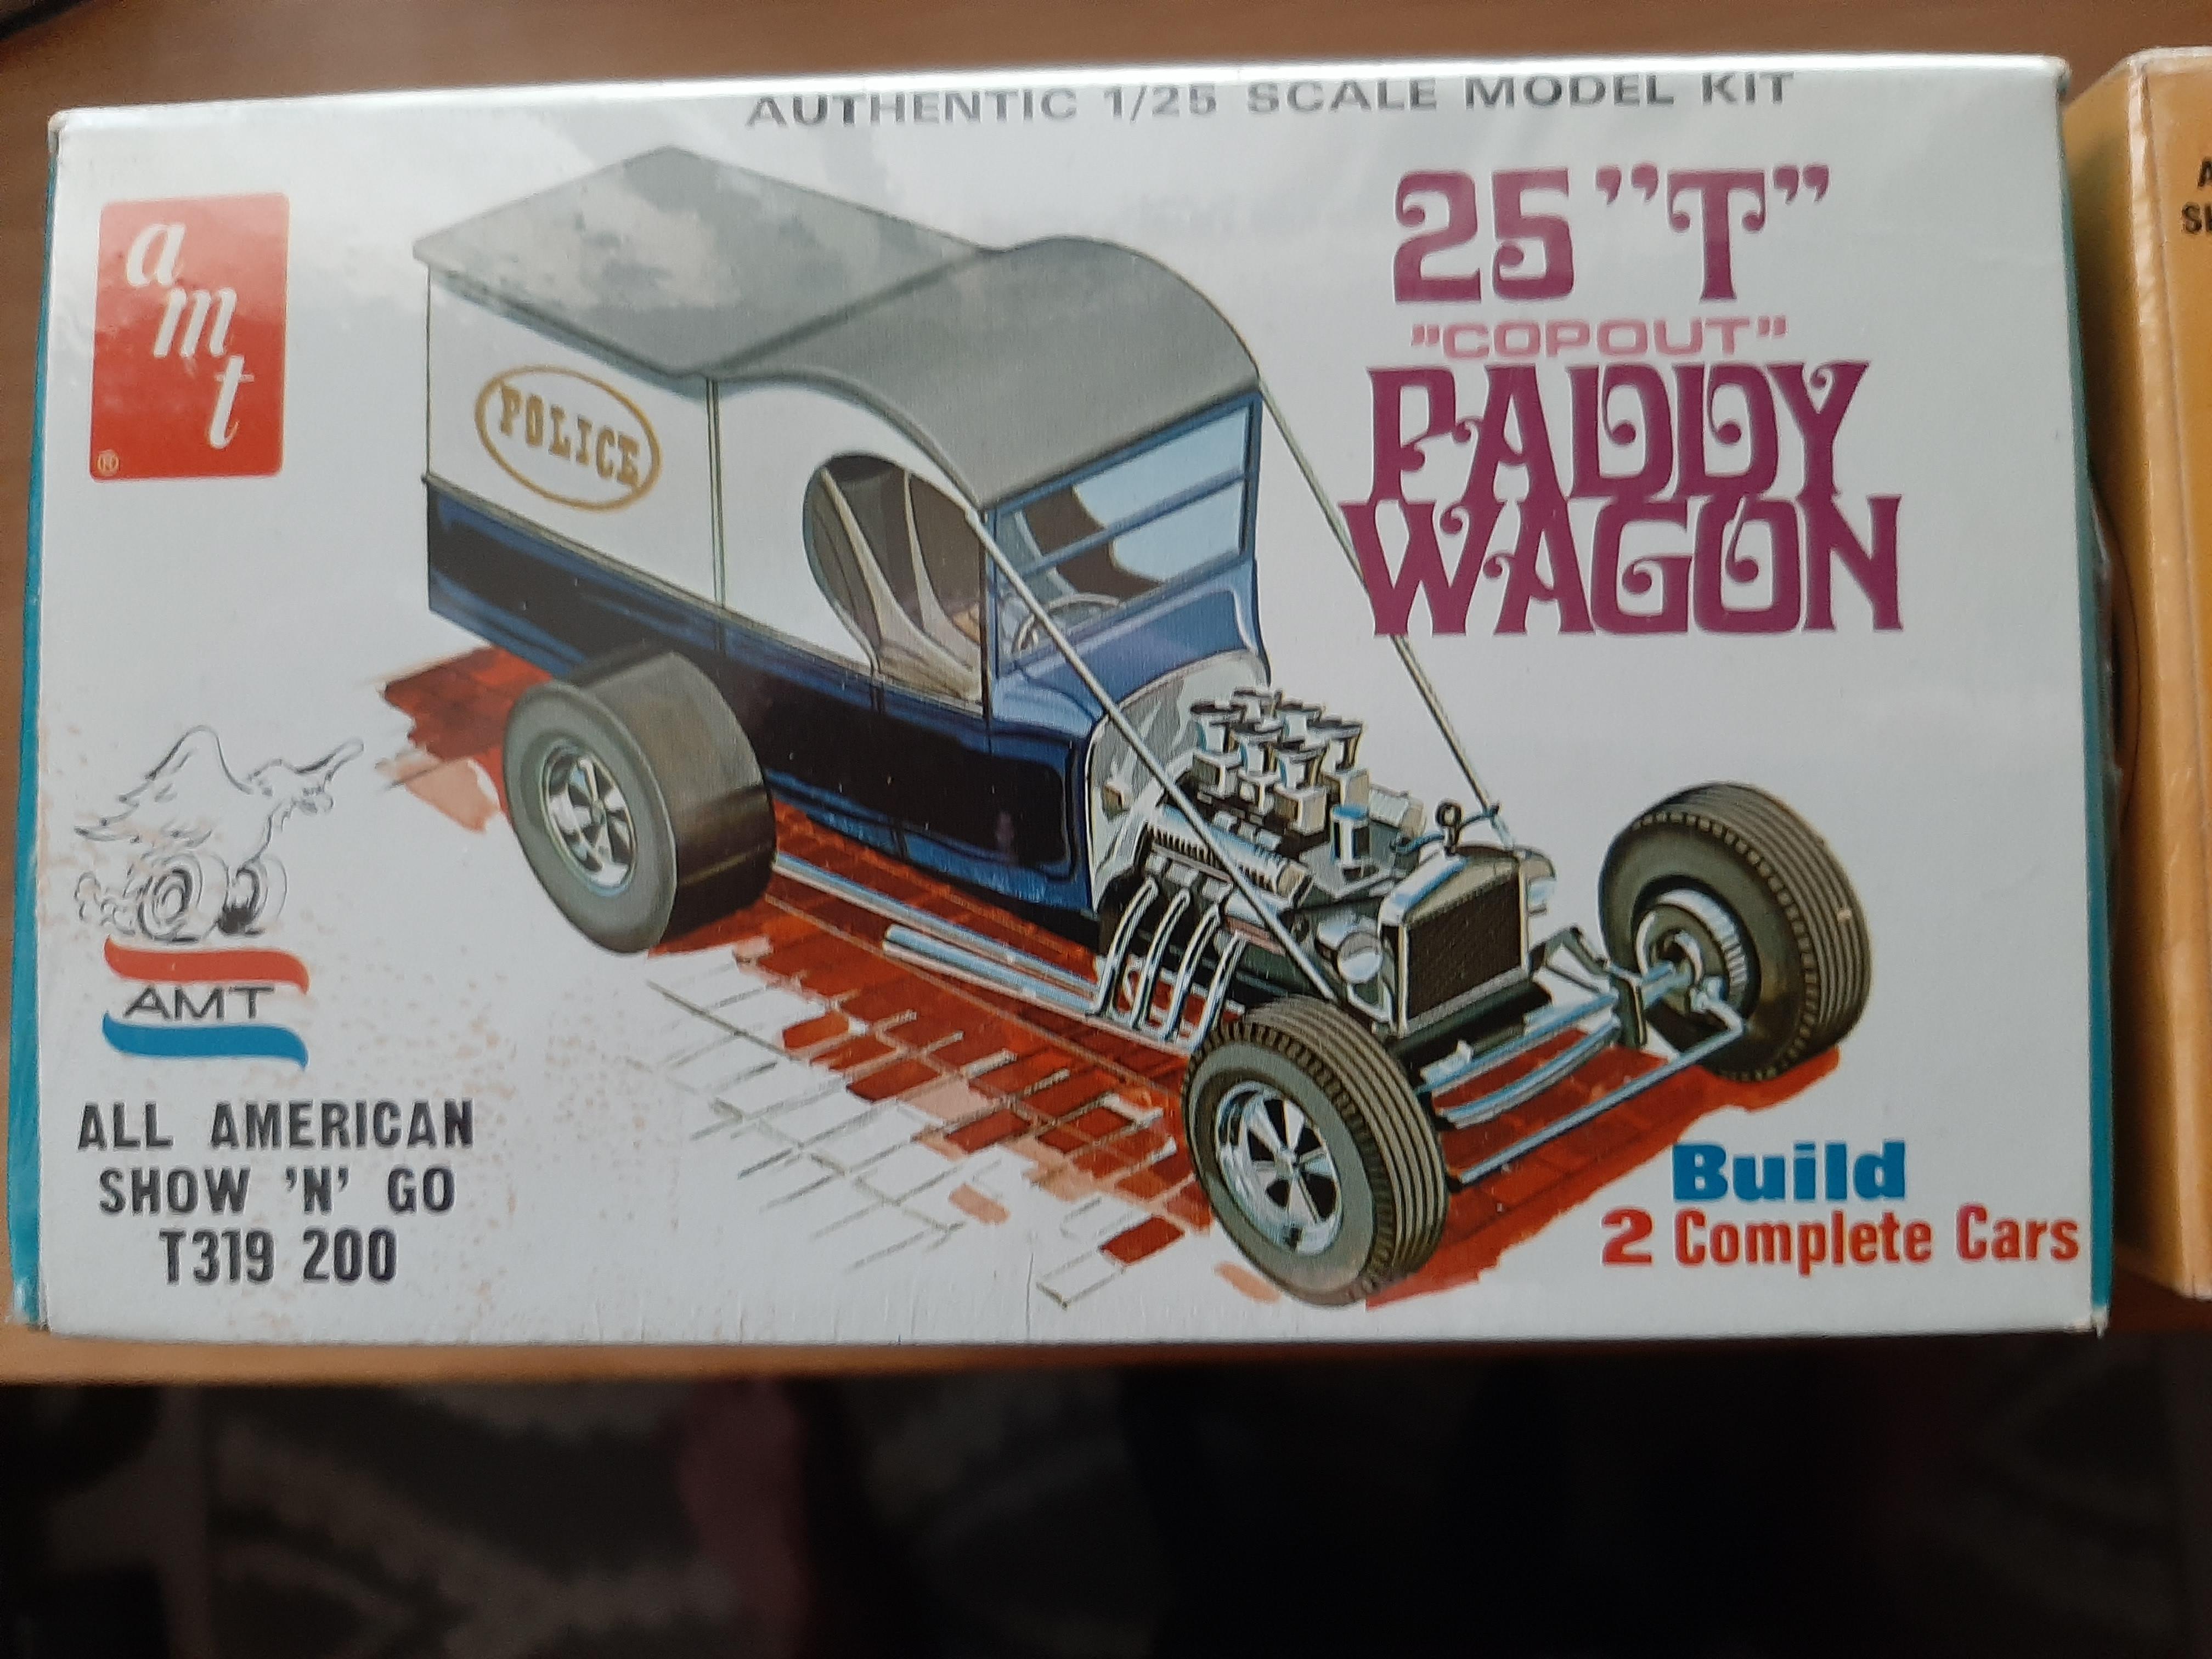 AUTHENTIC 1/25 SCALE MODEL KIT
amt
®
25 "T"
"COPOUT"
PADDY
WAGON
POLICE
AMT
ALL AMERICAN
SHOW 'N' GO
T319 200
Build
2 Complete Cars